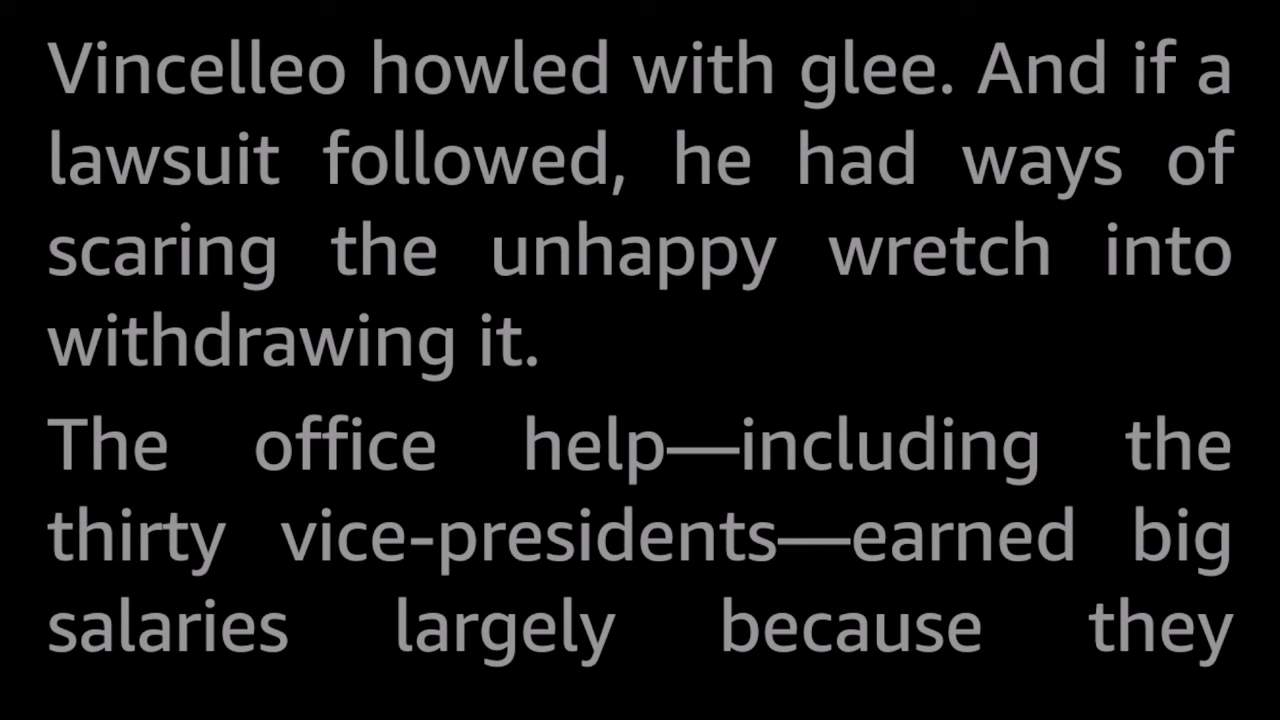 Vincelleo howled with glee. And if a
lawsuit followed, he had ways of
scaring the unhappy wretch into
withdrawing it.
The office help—including the
thirty vice-presidents—earned big
salaries largely because they